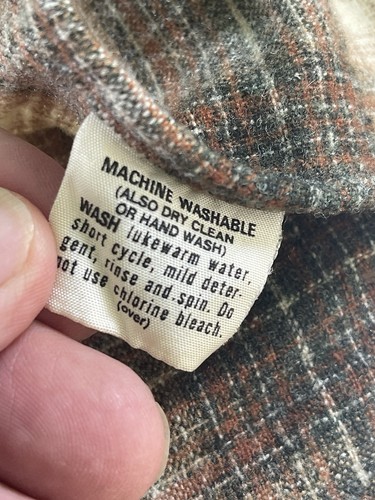 MACHINE WASHABLE
(ALSO DRY CLEAN
OR HAND WASH)
WASH lukewarm water,
short cycle, mild deter-
gent, rinse and spin. Do
not use chlorine bleach.
(over)